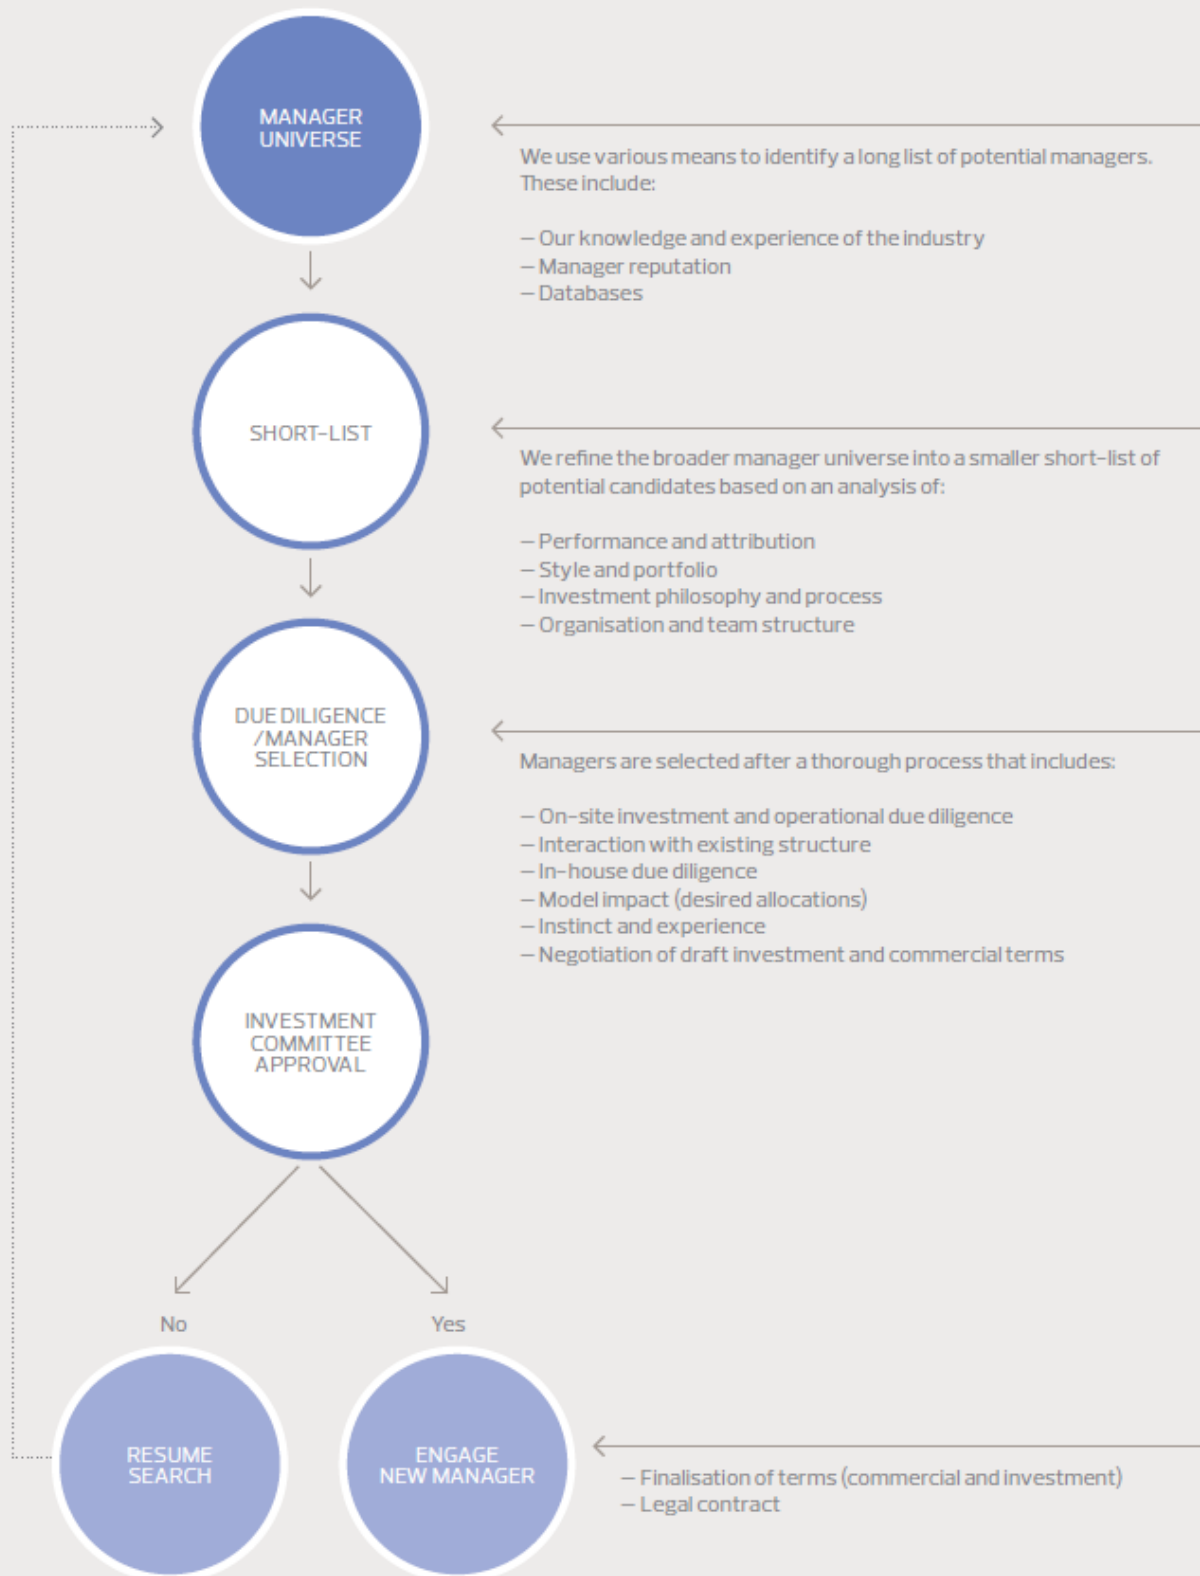 MANAGER
UNIVERSE
We use various means to identify a long list of potential managers.
These include:
– Our knowledge and experience of the industry
– Manager reputation
– Databases
SHORT-LIST
We refine the broader manager universe into a smaller short-list of
potential candidates based on an analysis of:
– Performance and attribution
– Style and portfolio
– Investment philosophy and process
– Organisation and team structure
DUE DILIGENCE
/MANAGER
SELECTION
Managers are selected after a thorough process that includes:
– On-site investment and operational due diligence
– Interaction with existing structure
– In-house due diligence
– Model impact (desired allocations)
– Instinct and experience
– Negotiation of draft investment and commercial terms
INVESTMENT
COMMITTEE
APPROVAL
No
Yes
RESUME
SEARCH
ENGAGE
NEW MANAGER
– Finalisation of terms (commercial and investment)
– Legal contract